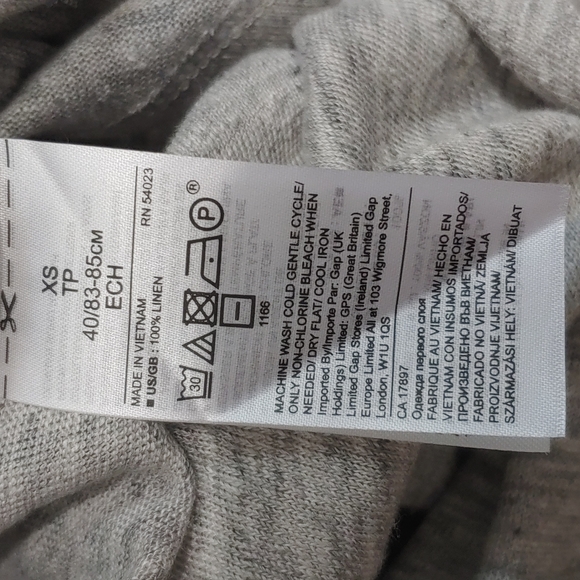 XS
TP
40/83-85см
ECH
MADE IN VIETNAM RN 54023
■ US/GB : 100% LINEN
30 P ®
1166
MACHINE WASH COLD GENTLE CYCLE/
ONLY NON-CHLORINE BLEACH WHEN
NEEDED/ DRY FLAT/ COOL IRON
Imported By/Importe Par: Gap (UK
Holdings) Limited: GPS (Great Britain)
Limited Gap Stores (Ireland) Limited Gap
Europe Limited All at 103 Wigmore Street,
London, W1U 1QS
CA 17897
Одежда первого слоя
FABRIQUE AU VIETNAM/ HECHO EN
VIETNAM CON INSUMOS IMPORTADOS/
ПРОИЗВЕДЕНО ВЪВ ВИЕТНАМ/
FABRICADO NO VIETNÃ/ ZEMLJA
PROIZVODNJE VIJETNAM/
SZÁRMAZÁSI HELY: VIETNÁM/ DIBUAT